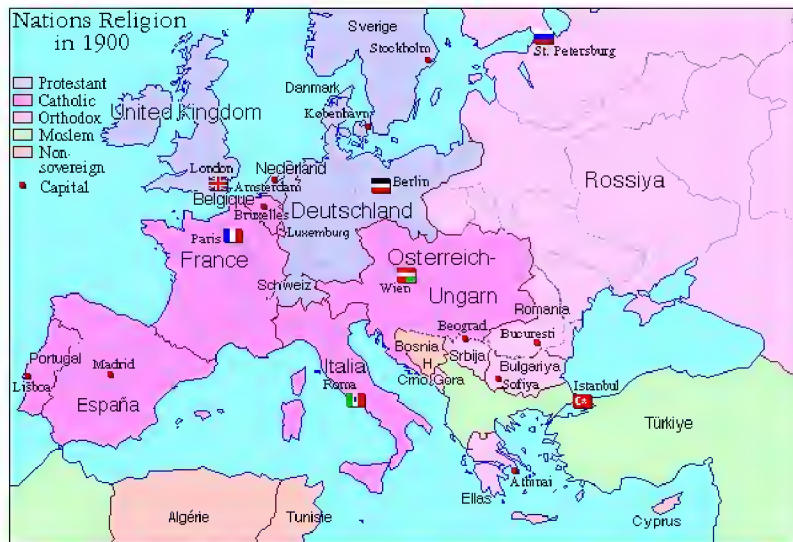 Nations Religion
in 1900
Protestant
Catholic
Orthodox
Moslem
Non-
sovereign
Capital
Sverige
Stockholm
St. Petersburg
Danmark
København
United Kingdom
London
Nederland
Amsterdam
Berlin
Rossiya
Belgique
Bruxelles
Deutschland
Luxemburg
Paris
France
Osterreich-
Ungarn
Wien
Schweiz
Romania
Beograd
Bucuresti
Bosnia
H.
Srbija
Bulgariya
Sofiya
Crno Gora
Portugal
Madrid
Lisboa
España
Italia
Roma
Istanbul
Türkiye
Athinai
Ellas
Algérie
Tunisie
Cyprus